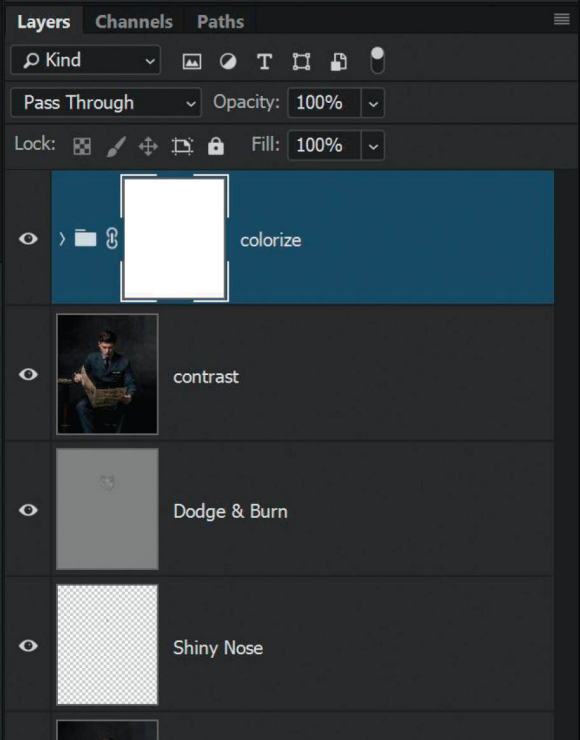 Layers Channels Paths
Kind
Pass Through Opacity: 100%
Lock: Fill: 100%
colorize
contrast
Dodge & Burn
Shiny Nose